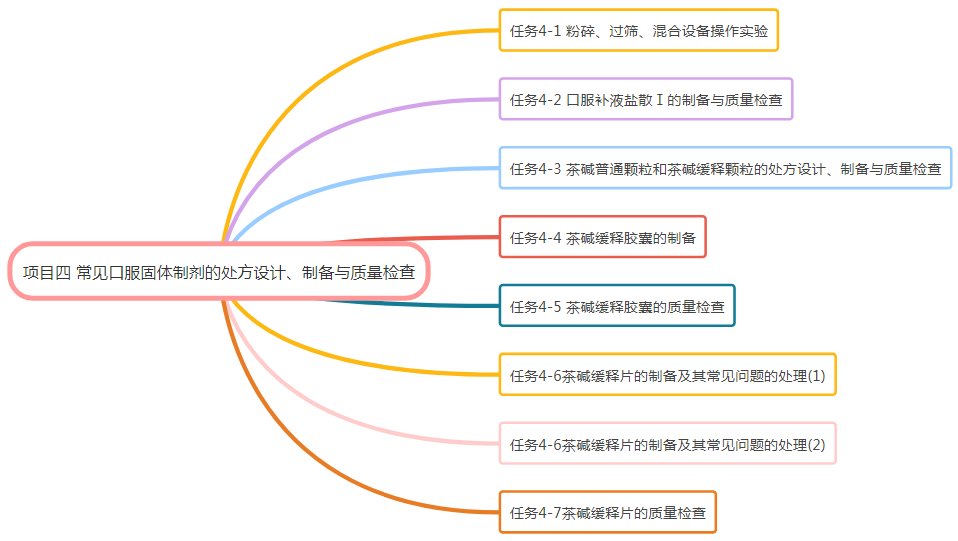 任务4-1 粉碎、过筛、混合设备操作实验
任务4-2 口服补液盐散Ⅰ的制备与质量检查
任务4-3 茶碱普通颗粒和茶碱缓释颗粒的处方设计、制备与质量检查
任务4-4 茶碱缓释胶囊的制备
项目四 常见口服固体制剂的处方设计、制备与质量检查
任务4-5 茶碱缓释胶囊的质量检查
任务4-6茶碱缓释片的制备及其常见问题的处理(1)
任务4-6茶碱缓释片的制备及其常见问题的处理(2)
任务4-7茶碱缓释片的质量检查